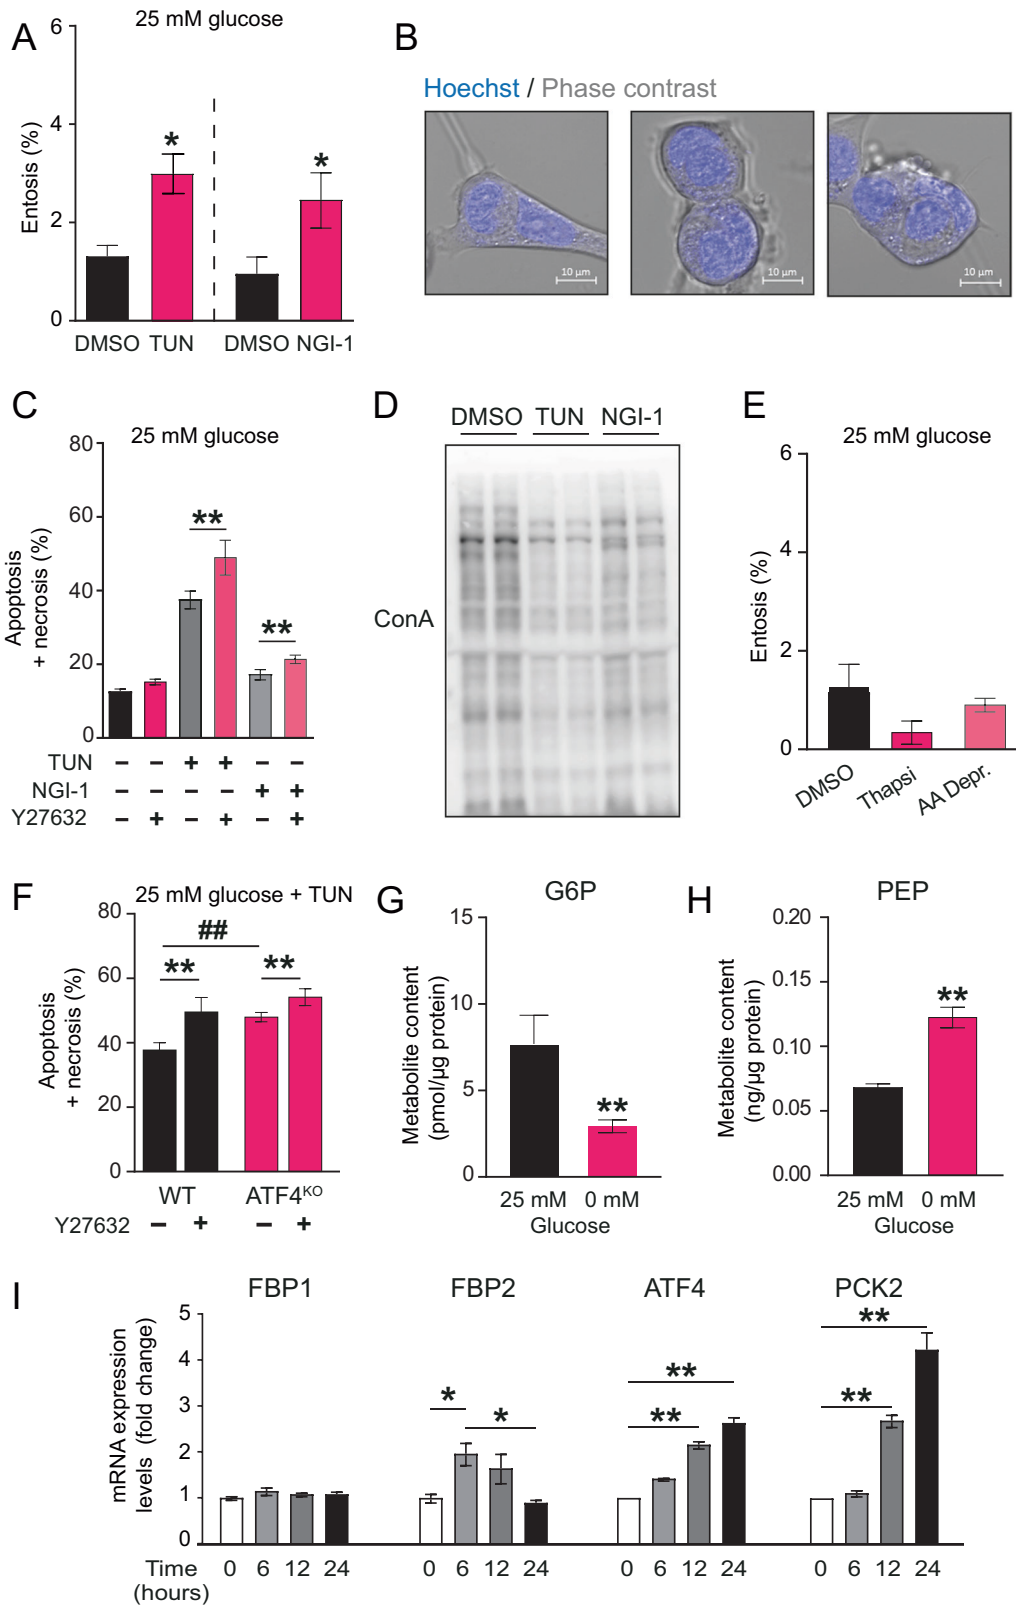 A
25 mM glucose
Entosis (%)
6
4
2
0
*
*
DMSO TUN DMSO NGI-1
B
Hoechst / Phase contrast
10 µm
10 µm
10 µm
C
25 mM glucose
Apoptosis
+ necrosis (%)
80
60
40
20
0
**
**
TUN − − + + − −
NGI-1 − − − − + +
Y27632 − + − + − +
D
DMSO TUN NGI-1
ConA
E
25 mM glucose
Entosis (%)
6
4
2
0
DMSO
Thapsi
AA Depr.
F
25 mM glucose + TUN
Apoptosis
+ necrosis (%)
80
60
40
20
0
##
**
**
WT ATF4KO
Y27632 − + − +
G
G6P
Metabolite content
(pmol/µg protein)
15
10
5
0
**
25 mM 0 mM
Glucose
H
PEP
Metabolite content
(ng/µg protein)
0.20
0.15
0.10
0.05
0.00
**
25 mM 0 mM
Glucose
I
FBP1 FBP2 ATF4 PCK2
mRNA expression
levels (fold change)
5
4
3
2
1
0
*
*
**
**
**
**
Time 0 6 12 24 0 6 12 24 0 6 12 24 0 6 12 24
(hours)